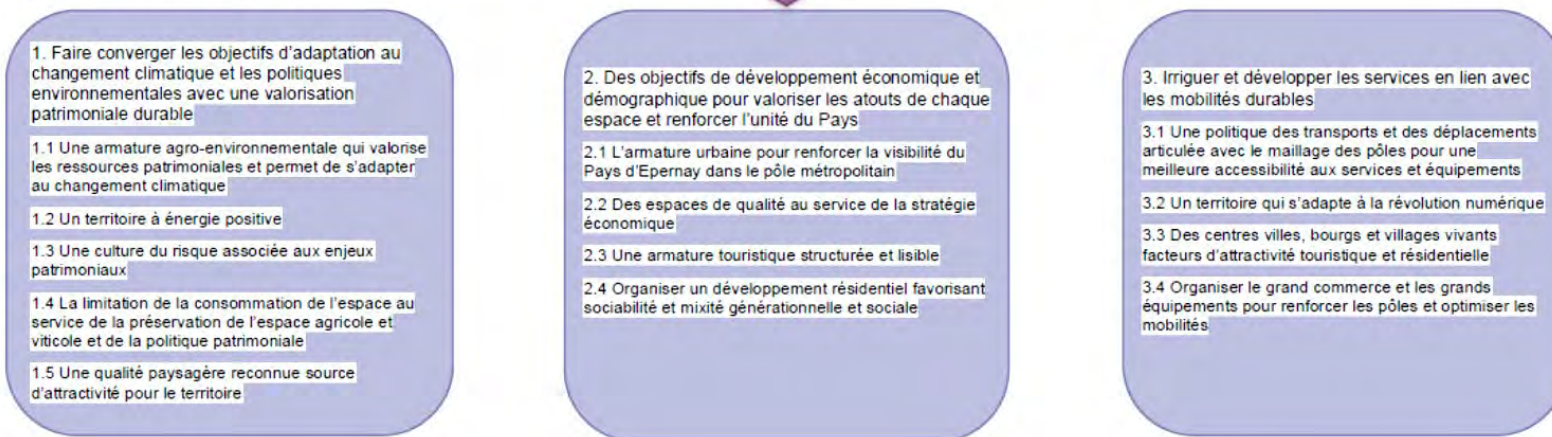 1. Faire converger les objectifs d'adaptation au
changement climatique et les politiques
environnementales avec une valorisation
patrimoniale durable
1.1 Une armature agro-environnementale qui valorise
les ressources patrimoniales et permet de s'adapter
au changement climatique
1.2 Un territoire à énergie positive
1.3 Une culture du risque associée aux enjeux
patrimoniaux
1.4 La limitation de la consommation de l'espace au
service de la préservation de l'espace agricole et
viticole et de la politique patrimoniale
1.5 Une qualité paysagère reconnue source
d'attractivité pour le territoire
2. Des objectifs de développement économique et
démographique pour valoriser les atouts de chaque
espace et renforcer l'unité du Pays
2.1 L'armature urbaine pour renforcer la visibilité du
Pays d'Epernay dans le pôle métropolitain
2.2 Des espaces de qualité au service de la stratégie
économique
2.3 Une armature touristique structurée et lisible
2.4 Organiser un développement résidentiel favorisant
sociabilité et mixité générationnelle et sociale
3. Irriguer et développer les services en lien avec
les mobilités durables
3.1 Une politique des transports et des déplacements
articulée avec le maillage des pôles pour une
meilleure accessibilité aux services et équipements
3.2 Un territoire qui s'adapte à la révolution numérique
3.3 Des centres villes, bourgs et villages vivants
facteurs d'attractivité touristique et résidentielle
3.4 Organiser le grand commerce et les grands
équipements pour renforcer les pôles et optimiser les
mobilités